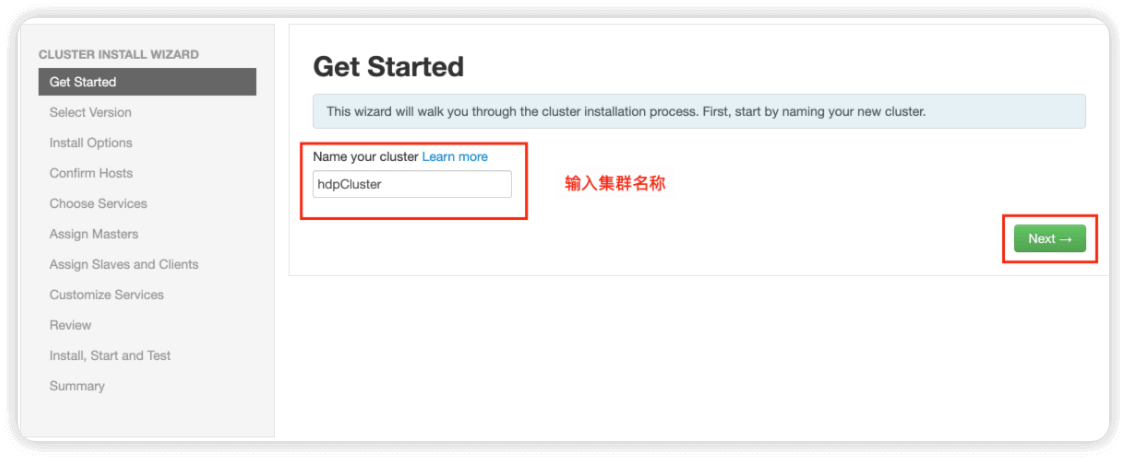 CLUSTER INSTALL WIZARD
Get Started
Select Version
Install Options
Confirm Hosts
Choose Services
Assign Masters
Assign Slaves and Clients
Customize Services
Review
Install, Start and Test
Summary
Get Started
This wizard will walk you through the cluster installation process. First, start by naming your new cluster.
Name your cluster Learn more
hdpCluster
输入集群名称
Next →